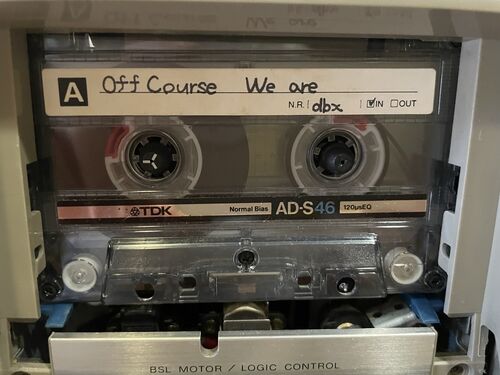 A Off Course We are
N.R. dbx ☑IN ☐OUT
TDK Normal Bias AD-S46 120μsEQ
BSL MOTOR / LOGIC CONTROL